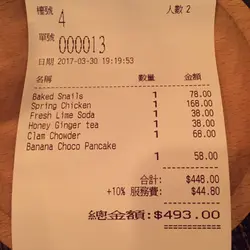 檯號 4 人數 2
單號 000013
日期 2017-03-30 19:19:53
名稱 數量 金額
Baked Snails 1 78.00
Spring Chicken 1 168.00
Fresh Lime Soda 1 38.00
Honey Ginger tea 1 38.00
Clam Chowder 1 68.00
Banana Choco Pancake
1 58.00
合計: $448.00
+10% 服務費: $44.80
總金額:$493.00